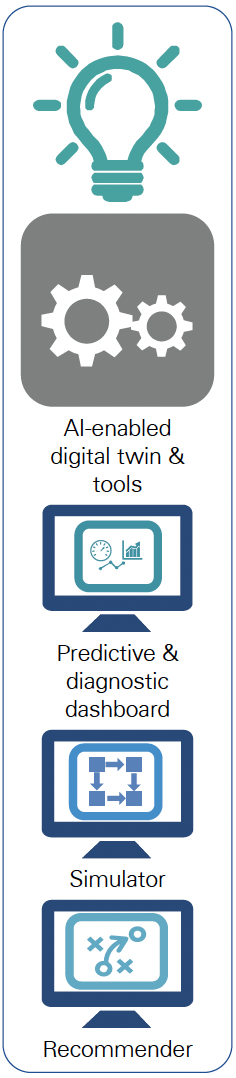 AI-enabled
digital twin &
tools
Predictive &
diagnostic
dashboard
Simulator
Recommender